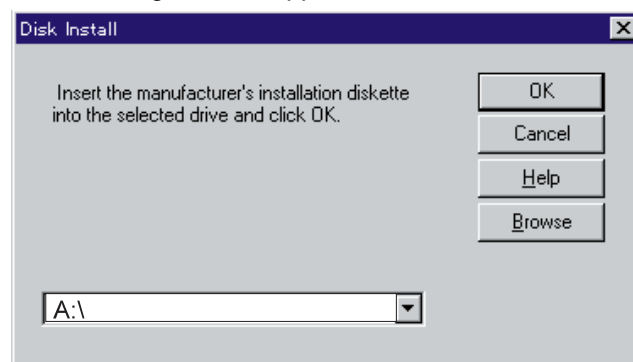 Disk Install
Insert the manufacturer's installation diskette
into the selected drive and click OK.
OK
Cancel
Help
Browse
A:\